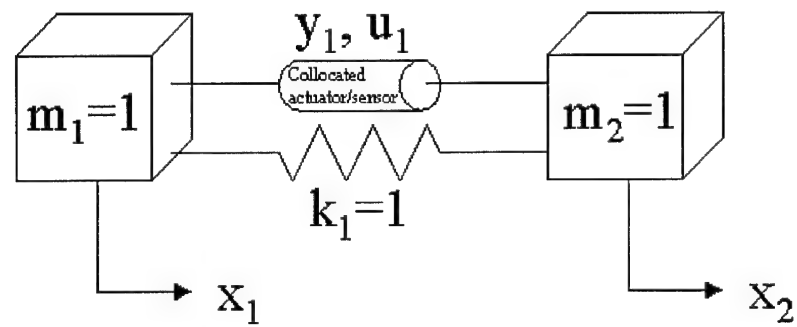 y₁, u₁
Collocated
actuator/sensor
m₁=1
m₂=1
k₁=1
x₁
x₂